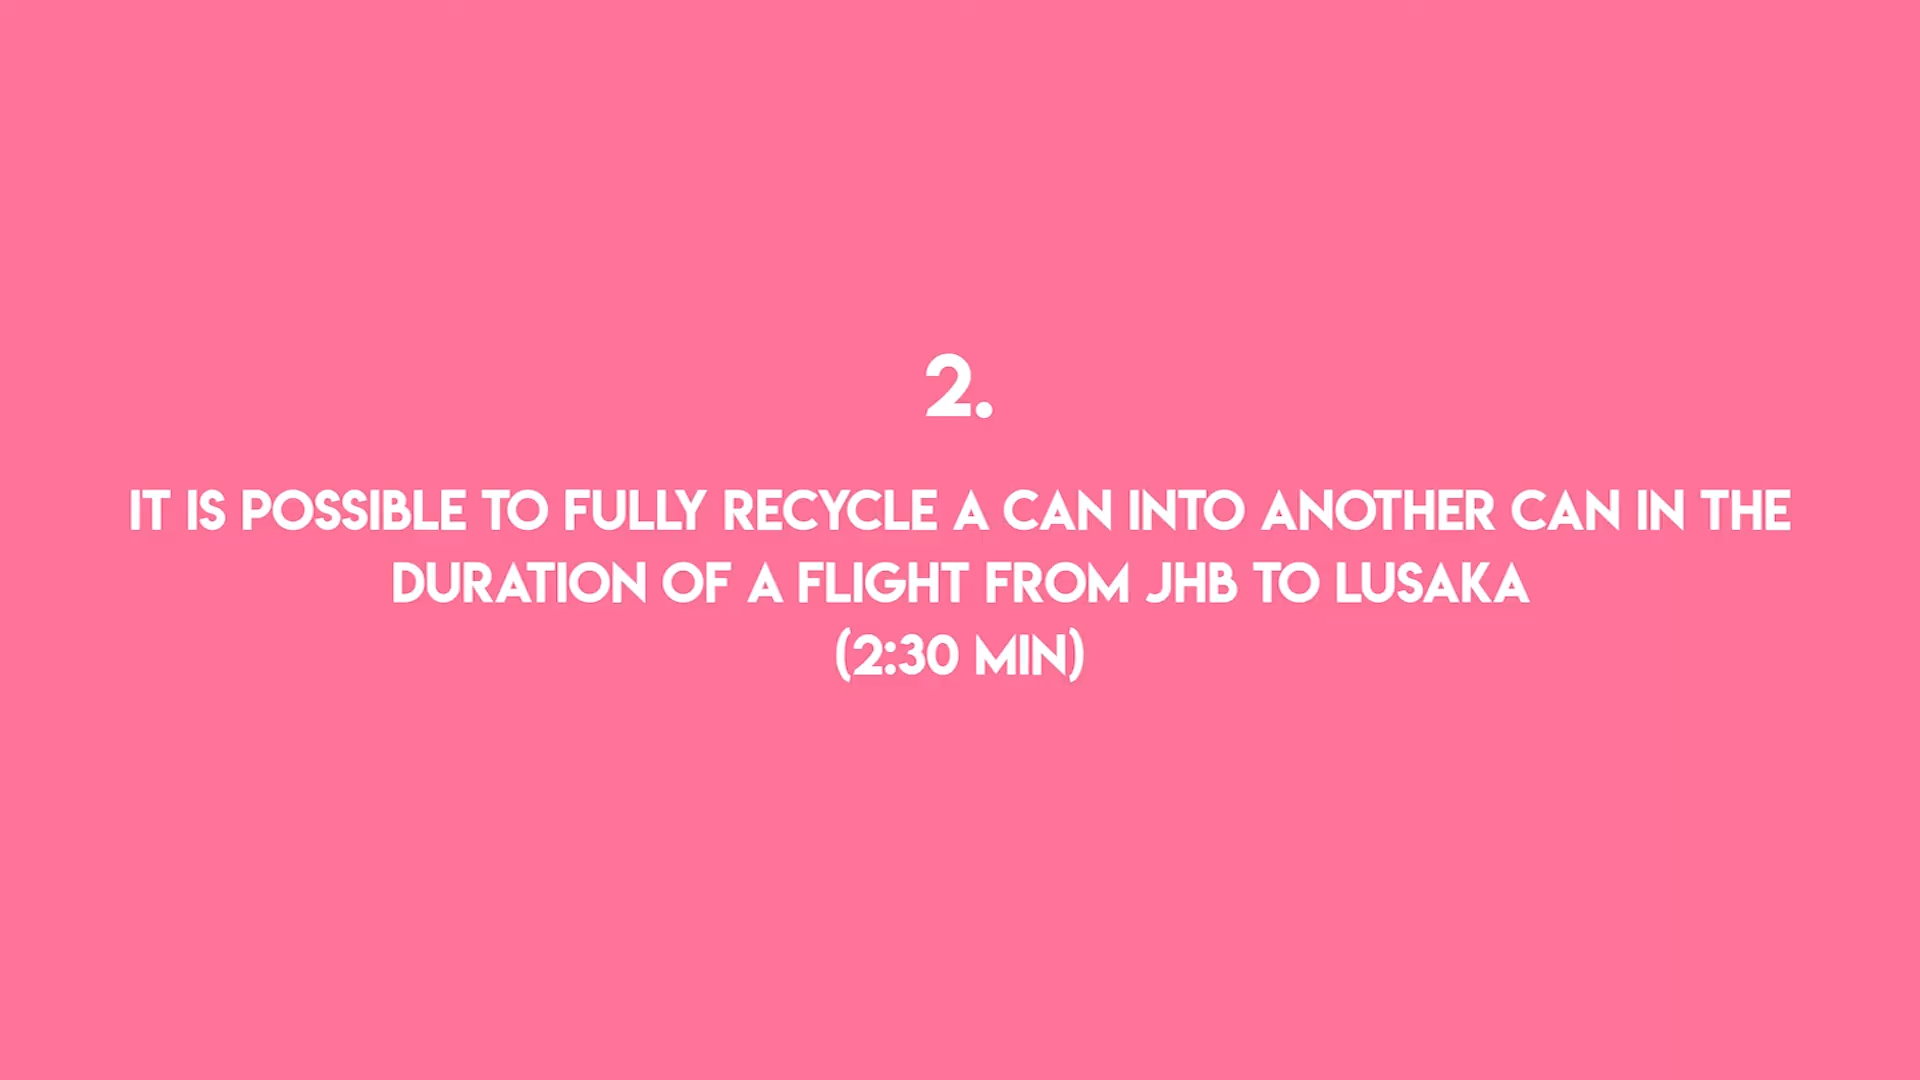 2.
IT IS POSSIBLE TO FULLY RECYCLE A CAN INTO ANOTHER CAN IN THE
DURATION OF A FLIGHT FROM JHB TO LUSAKA
(2:30 MIN)